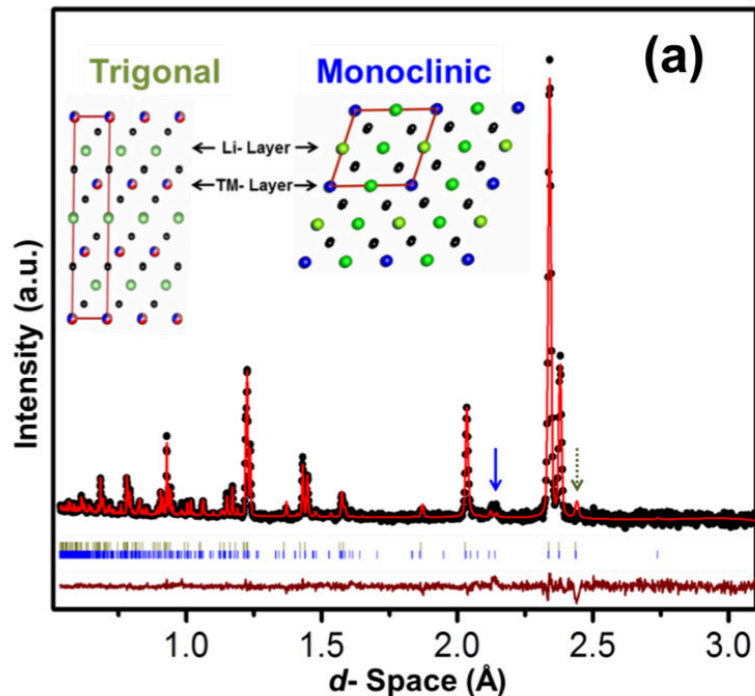 (a)
Trigonal Monoclinic
Li- Layer
TM- Layer
Intensity (a.u.)
1.0 1.5 2.0 2.5 3.0
d- Space (Å)